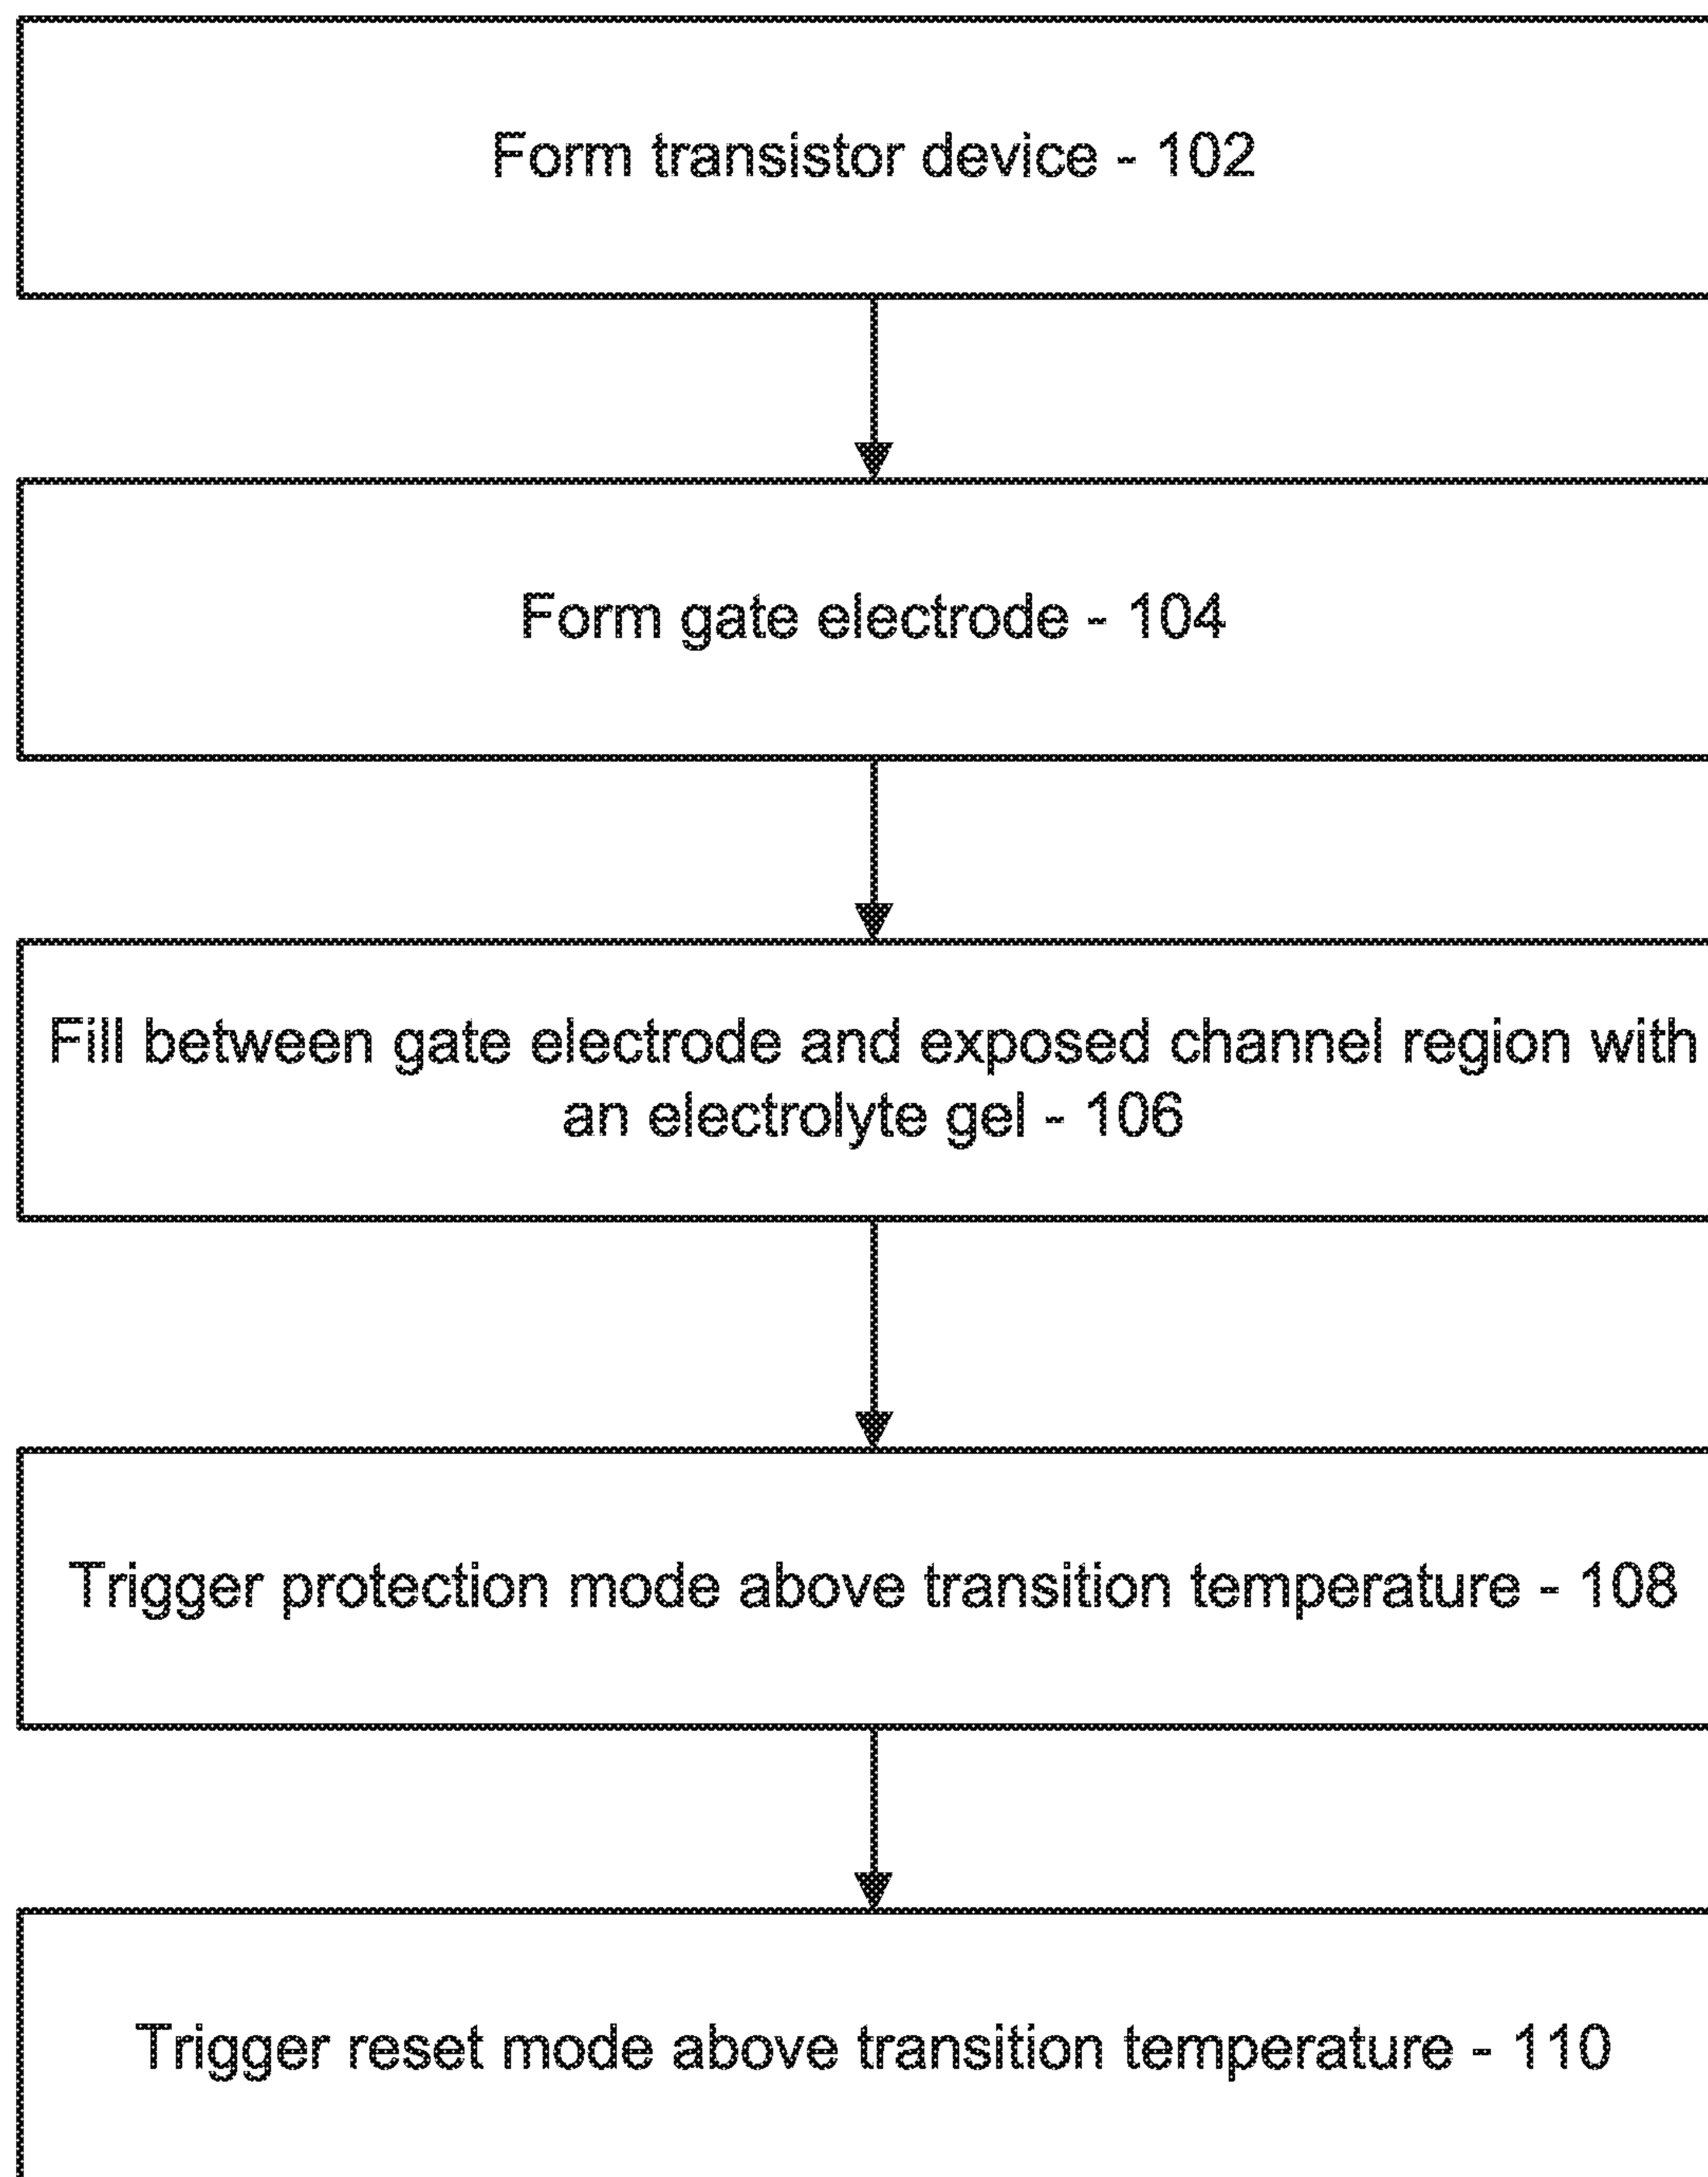 Form transistor device - 102
Form gate electrode - 104
Fill between gate electrode and exposed channel region with
an electrolyte gel - 106
Trigger protection mode above transition temperature - 108
Trigger reset mode above transition temperature - 110